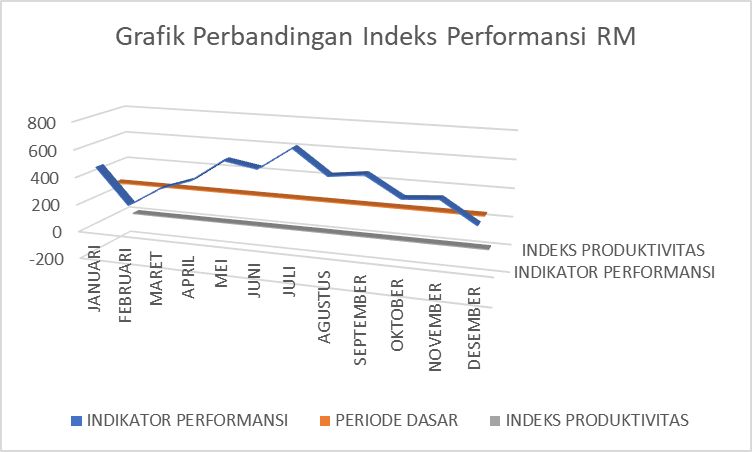 Grafik Perbandingan Indeks Performansi RM
800
600
400
200
0
-200
JANUARI
FEBRUARI
MARET
APRIL
MEI
JUNI
JULI
AGUSTUS
SEPTEMBER
OKTOBER
NOVEMBER
DESEMBER
INDEKS PRODUKTIVITAS
INDIKATOR PERFORMANSI
INDIKATOR PERFORMANSI PERIODE DASAR INDEKS PRODUKTIVITAS